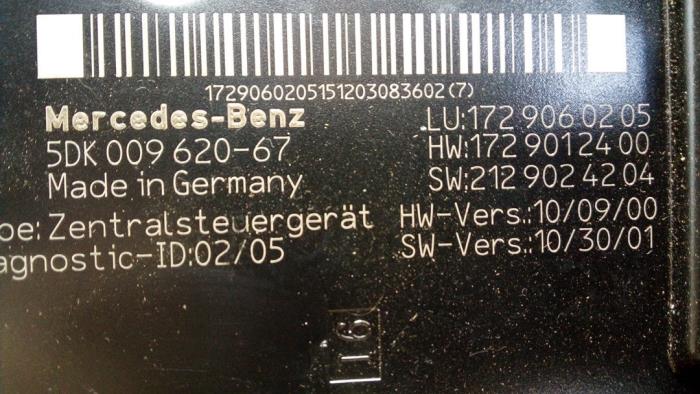 1729060205151203083602(7)
Mercedes-Benz LU:172 906 02 05
5DK 009 620-67 HW:172 901 24 00
Made in Germany SW:212 902 42 04
pe: Zentralsteuergerät HW-Vers.:10/09/00
agnostic-ID:02/05 SW-Vers.:10/30/01
116